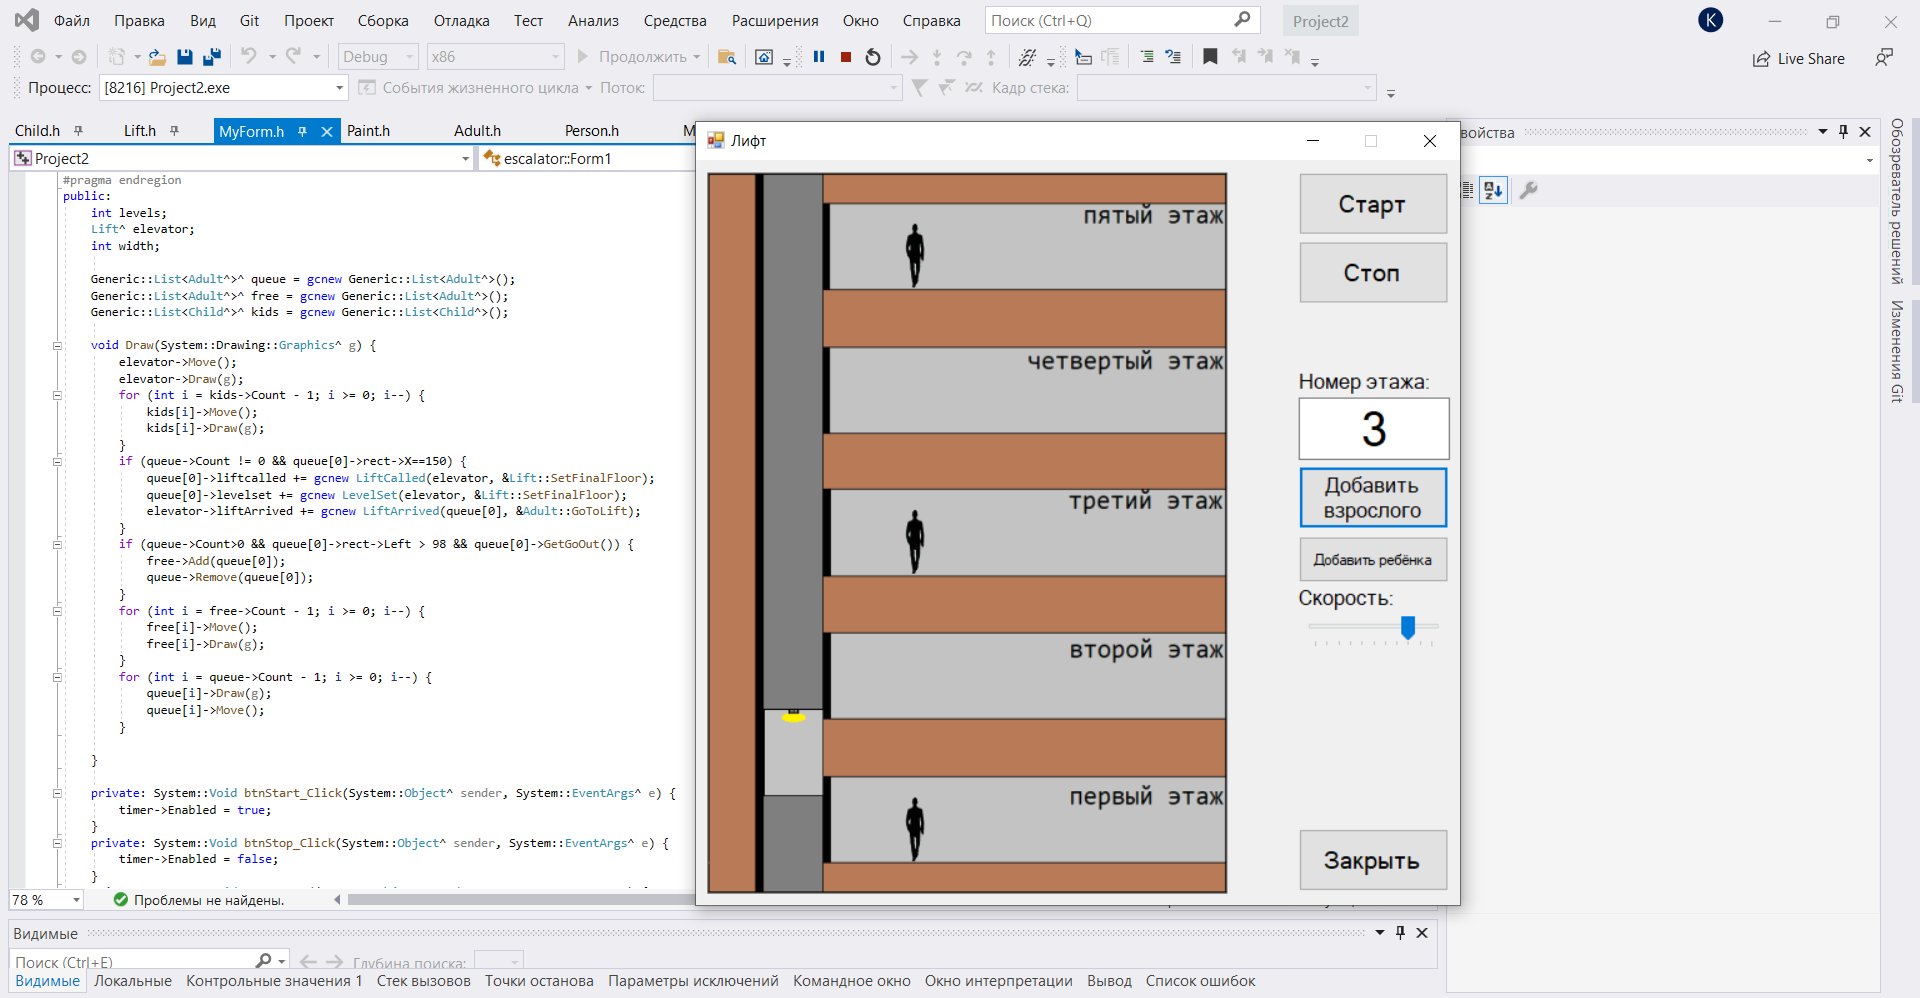 Файл Правка Вид Git Проект Сборка Отладка Тест Анализ Средства Расширения Окно Справка Поиск (Ctrl+Q) Project2 K
Debug x86 Продолжить Live Share
Процесс: [8216] Project2.exe События жизненного цикла Поток: Кадр стека:
Child.h Lift.h MyForm.h Paint.h Adult.h Person.h M
Project2 escalator::Form1
#pragma endregion
public:
int levels;
Lift^ elevator;
int width;
Generic::List<Adult^>^ queue = gcnew Generic::List<Adult^>();
Generic::List<Adult^>^ free = gcnew Generic::List<Adult^>();
Generic::List<Child^>^ kids = gcnew Generic::List<Child^>();
void Draw(System::Drawing::Graphics^ g) {
elevator->Move();
elevator->Draw(g);
for (int i = kids->Count - 1; i >= 0; i--) {
kids[i]->Move();
kids[i]->Draw(g);
}
if (queue->Count != 0 && queue[0]->rect->X==150) {
queue[0]->liftcalled += gcnew LiftCalled(elevator, &Lift::SetFinalFloor);
queue[0]->levelset += gcnew LevelSet(elevator, &Lift::SetFinalFloor);
elevator->liftArrived += gcnew LiftArrived(queue[0], &Adult::GoToLift);
}
if (queue->Count>0 && queue[0]->rect->Left > 98 && queue[0]->GetGoOut()) {
free->Add(queue[0]);
queue->Remove(queue[0]);
}
for (int i = free->Count - 1; i >= 0; i--) {
free[i]->Move();
free[i]->Draw(g);
}
for (int i = queue->Count - 1; i >= 0; i--) {
queue[i]->Draw(g);
queue[i]->Move();
}
}
private: System::Void btnStart_Click(System::Object^ sender, System::EventArgs^ e) {
timer->Enabled = true;
}
private: System::Void btnStop_Click(System::Object^ sender, System::EventArgs^ e) {
timer->Enabled = false;
}
78 % Проблемы не найдены.
Лифт
пятый этаж
четвертый этаж
третий этаж
второй этаж
первый этаж
Старт
Стоп
Номер этажа:
3
Добавить
взрослого
Добавить ребёнка
Скорость:
Закрыть
войства
Обозреватель решений
Изменения Git
Видимые
Поиск (Ctrl+E) Глубина поиска:
Видимые Локальные Контрольные значения 1 Стек вызовов Точки останова Параметры исключений Командное окно Окно интерпретации Вывод Список ошибок